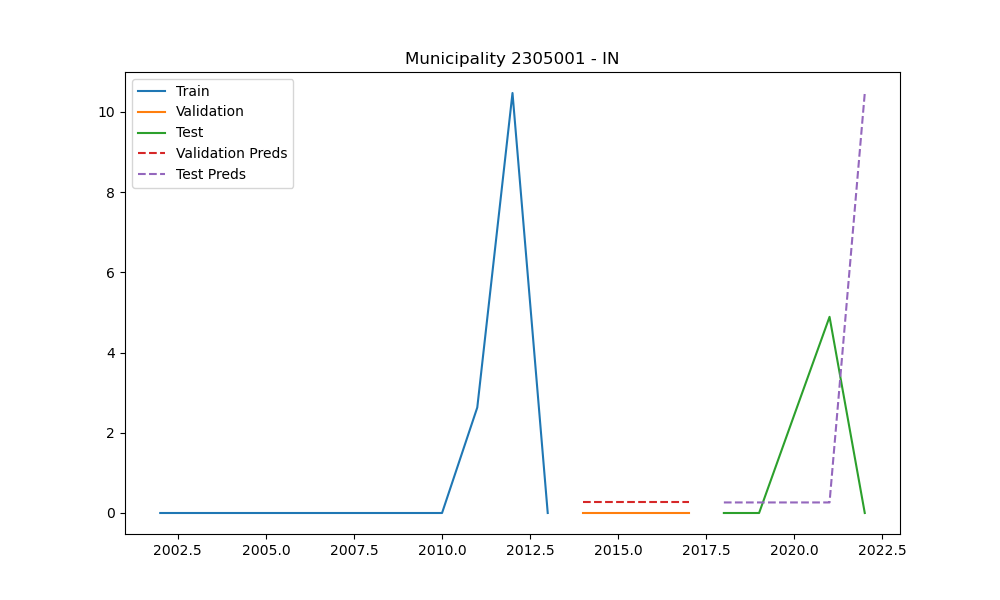 Municipality 2305001 - IN
Train
Validation
Test
Validation Preds
Test Preds
10
8
6
4
2
0
2002.5 2005.0 2007.5 2010.0 2012.5 2015.0 2017.5 2020.0 2022.5